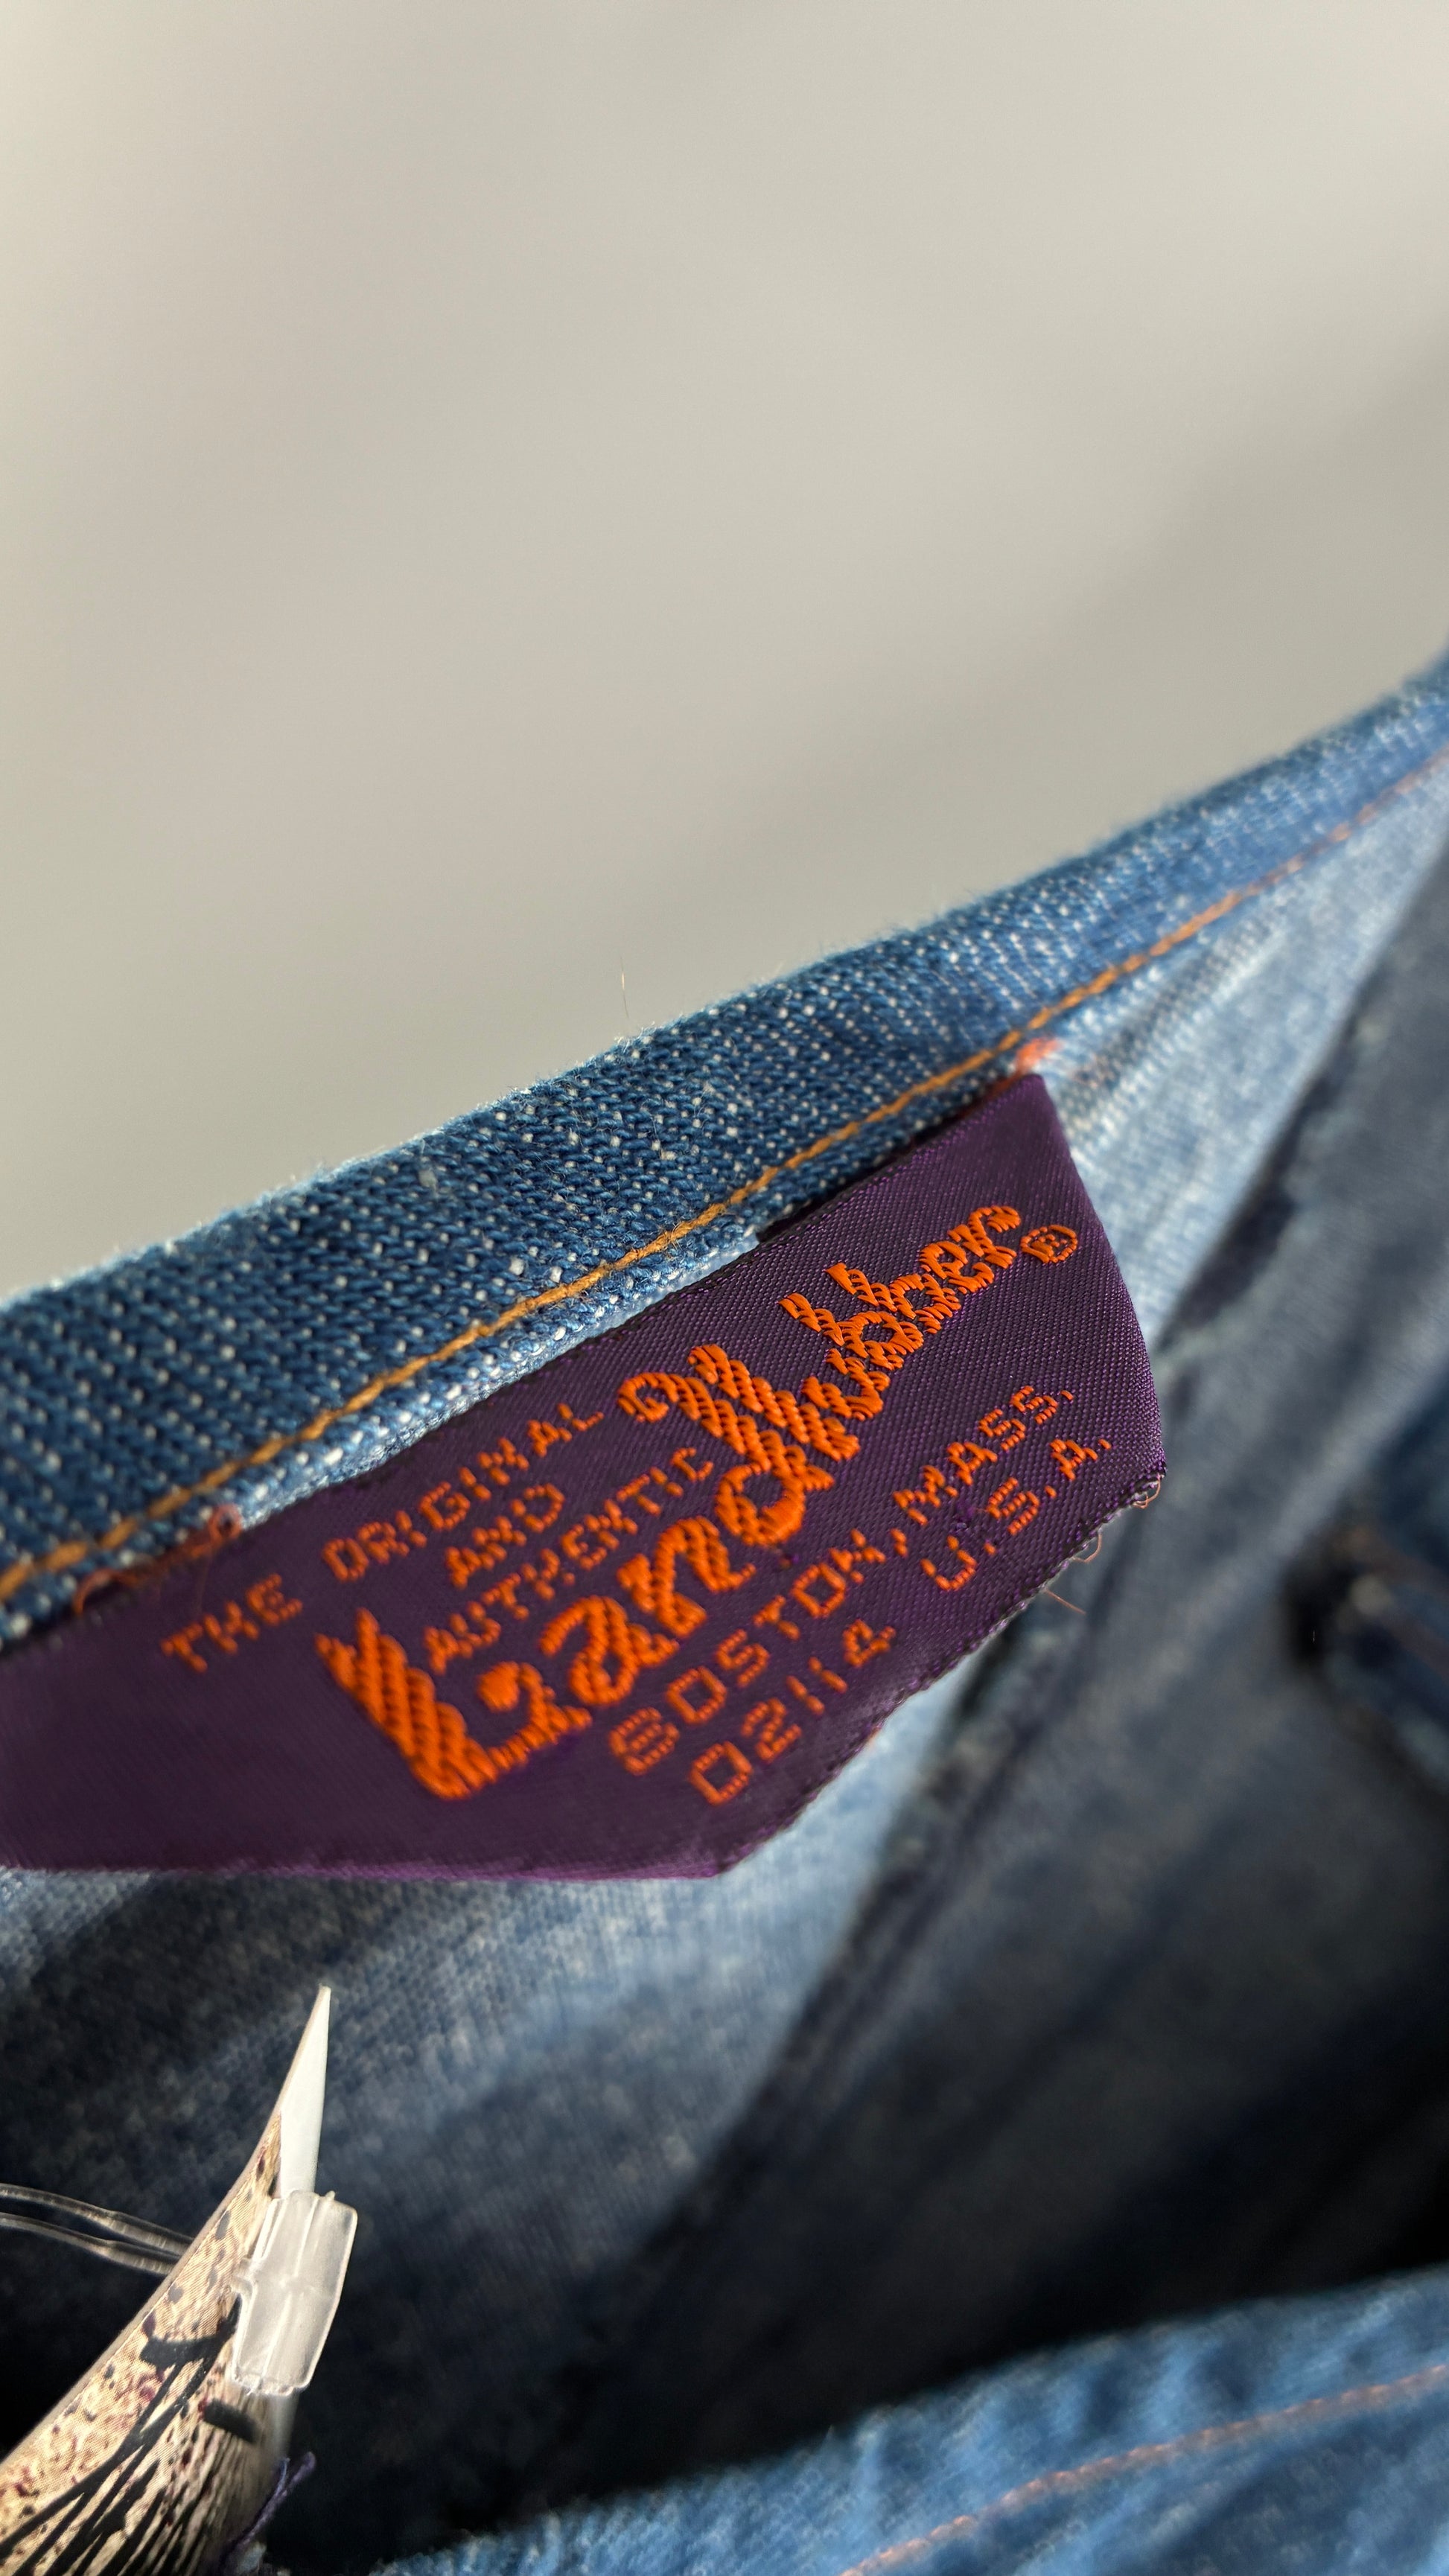 THE ORIGINAL
AND
AUTHENTIC
Landlubber®
BOSTON, MASS.
02114 U.S.A.